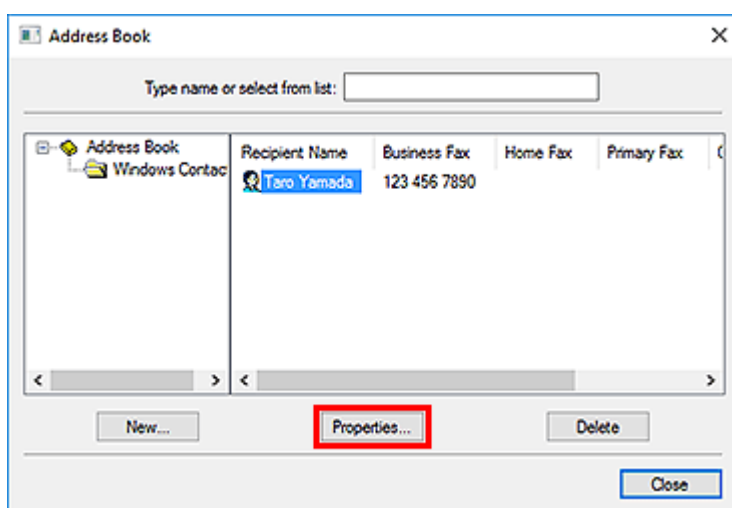 Address Book
Type name or select from list:
Address Book
Windows Contac
Recipient Name Business Fax Home Fax Primary Fax
Taro Yamada 123 456 7890
New... Properties... Delete
Close